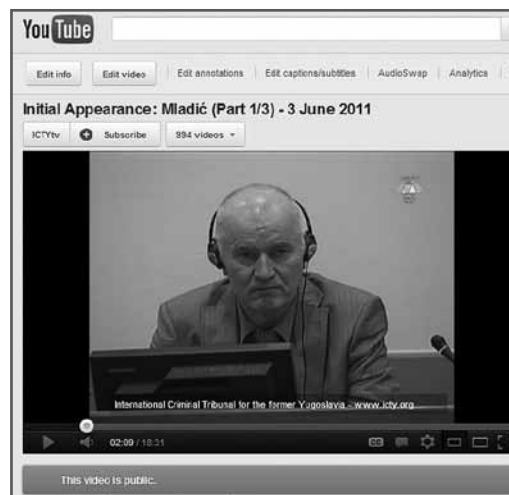 YouTube
Edit info Edit video Edit annotations Edit captions/subtitles AudioSwap Analytics
Initial Appearance: Mladić (Part 1/3) - 3 June 2011
ICTYtv Subscribe 994 videos
International Criminal Tribunal for the former Yugoslavia - www.icty.org
02:09 / 18:31
CC
This video is public.